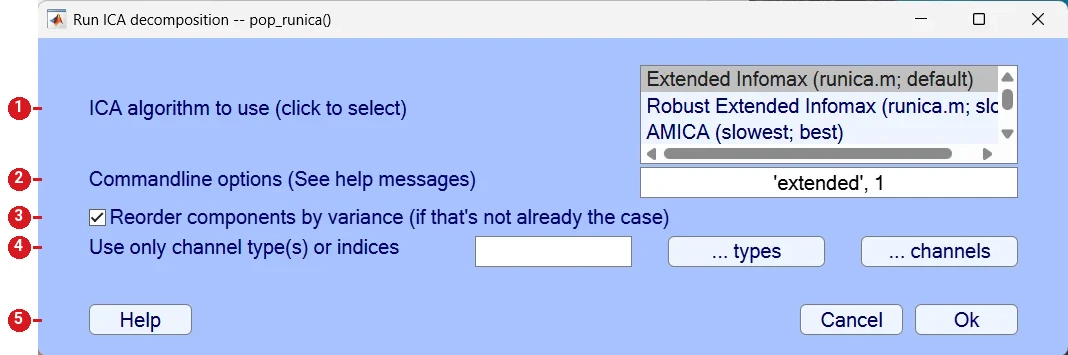 Run ICA decomposition -- pop_runica()
1
ICA algorithm to use (click to select)
Extended Infomax (runica.m; default)
Robust Extended Infomax (runica.m; slo
AMICA (slowest; best)
2
Commandline options (See help messages)
'extended', 1
3
Reorder components by variance (if that's not already the case)
4
Use only channel type(s) or indices
... types
... channels
5
Help
Cancel
Ok